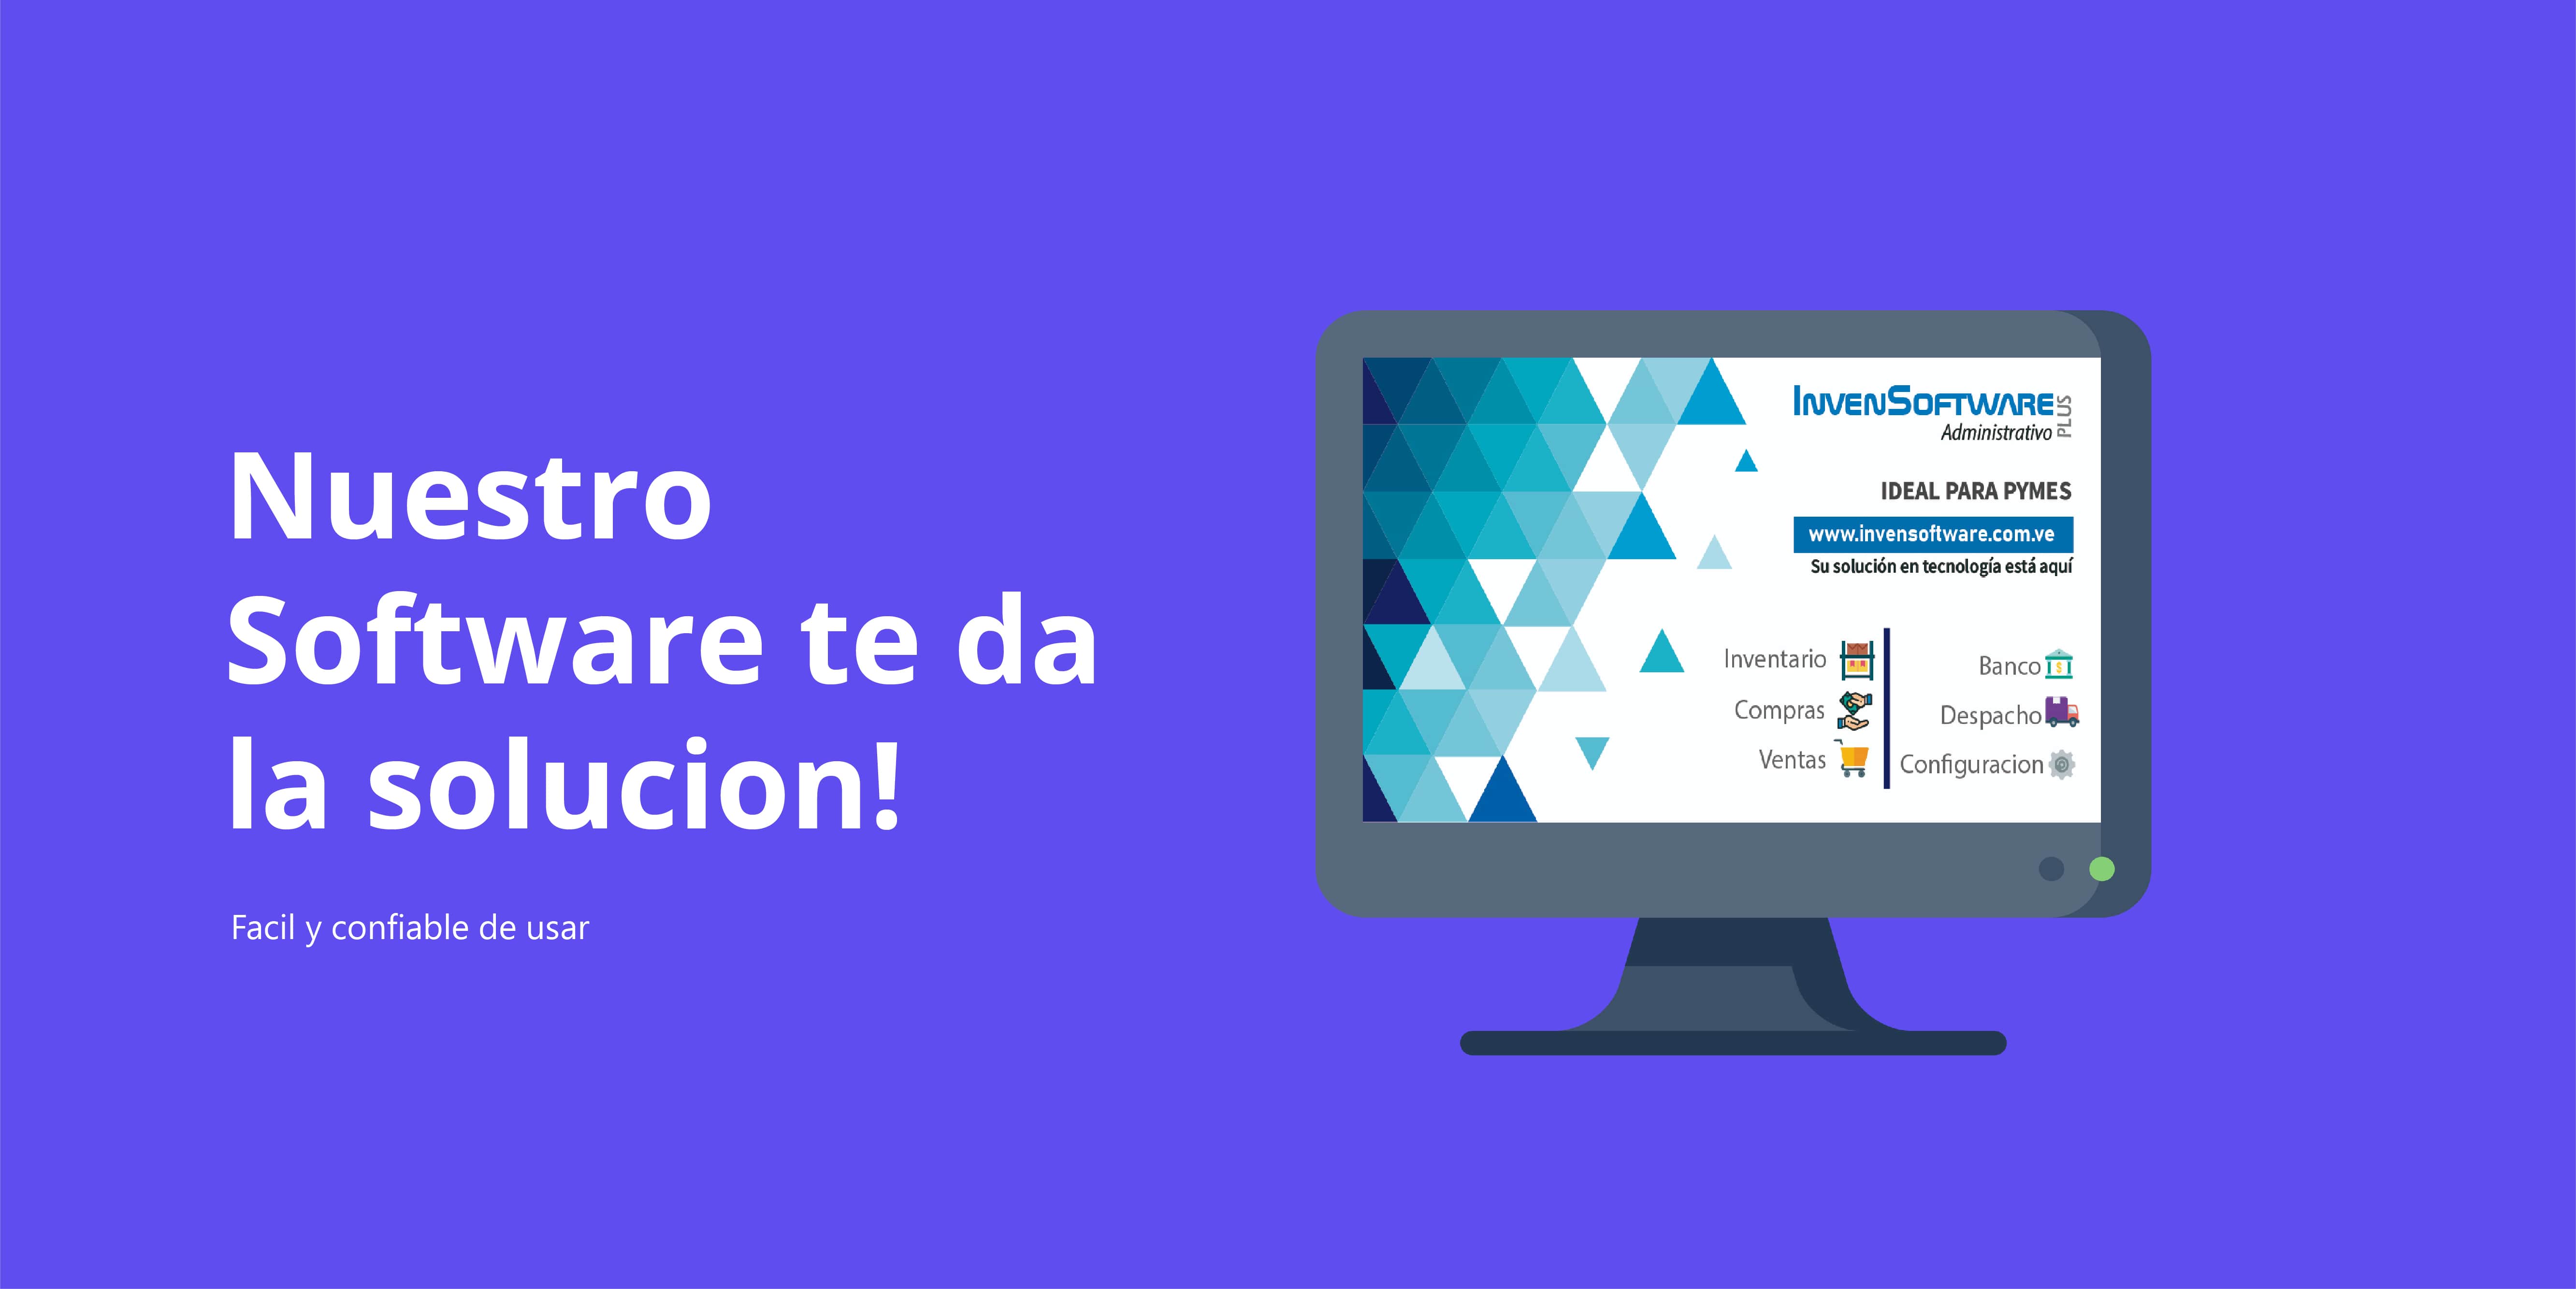 Nuestro
Software te da
la solucion!
Facil y confiable de usar
INVENSOFTWARE PLUS
Administrativo
IDEAL PARA PYMES
www.invensoftware.com.ve
Su solución en tecnología está aquí
Inventario
Compras
Ventas
Banco
Despacho
Configuracion